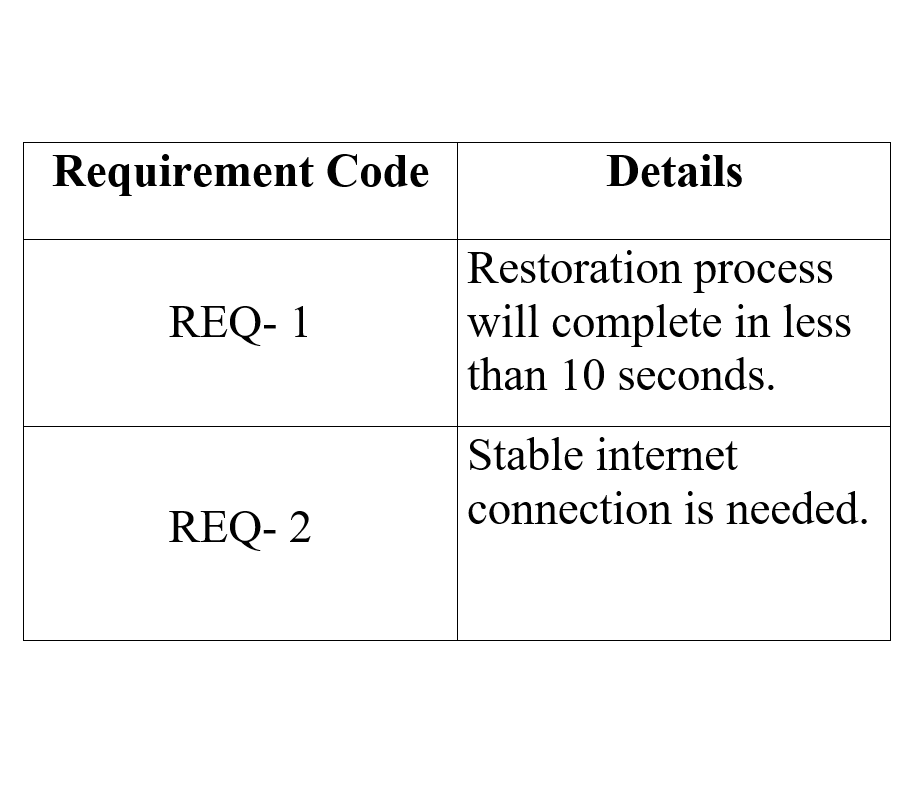 Requirement Code
Details
REQ- 1
Restoration process
will complete in less
than 10 seconds.
REQ- 2
Stable internet
connection is needed.